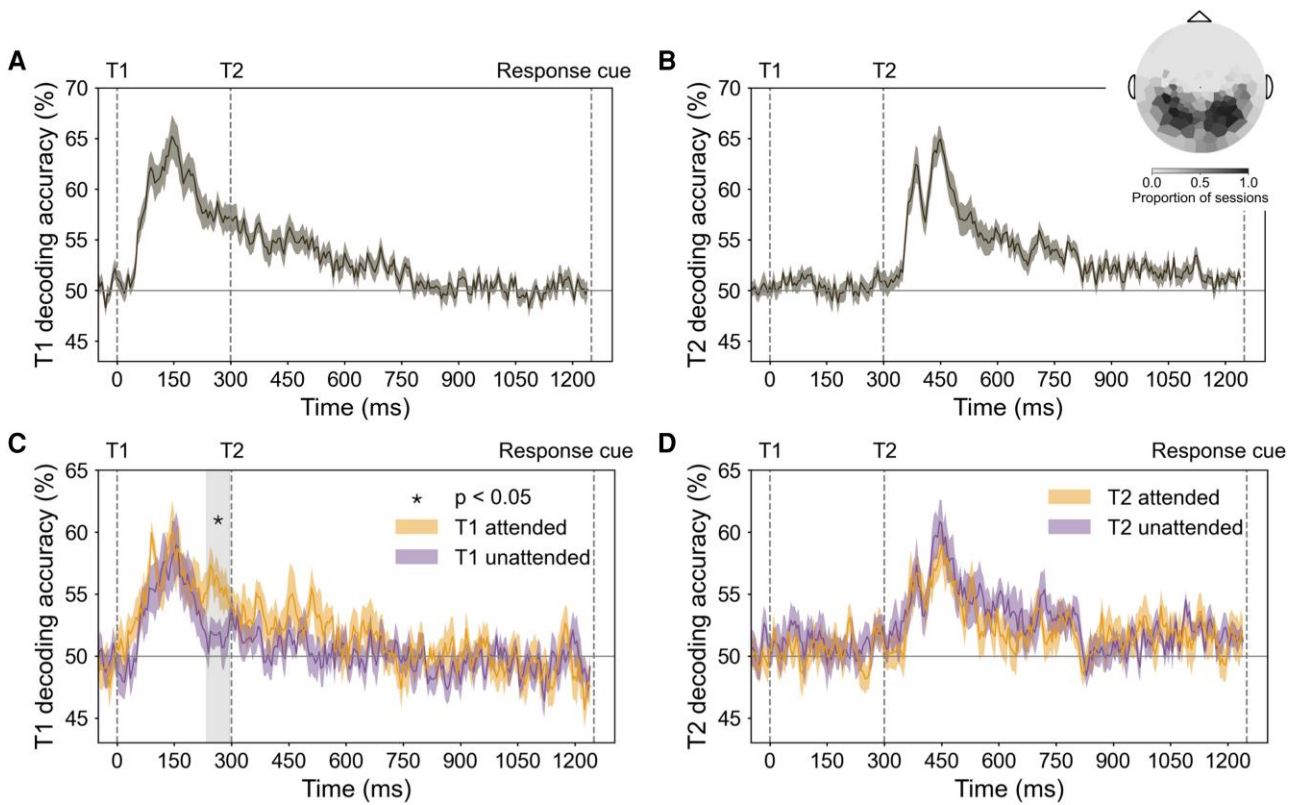 A
T1
T2
Response cue
T1 decoding accuracy (%)
70
65
60
55
50
45
0 150 300 450 600 750 900 1050 1200
Time (ms)
B
T1
T2
T2 decoding accuracy (%)
70
65
60
55
50
45
0 150 300 450 600 750 900 1050 1200
Time (ms)
0.0 0.5 1.0
Proportion of sessions
C
T1
T2
Response cue
T1 decoding accuracy (%)
65
60
55
50
45
* p < 0.05
T1 attended
T1 unattended
*
0 150 300 450 600 750 900 1050 1200
Time (ms)
D
T1
T2
Response cue
T2 decoding accuracy (%)
65
60
55
50
45
T2 attended
T2 unattended
0 150 300 450 600 750 900 1050 1200
Time (ms)